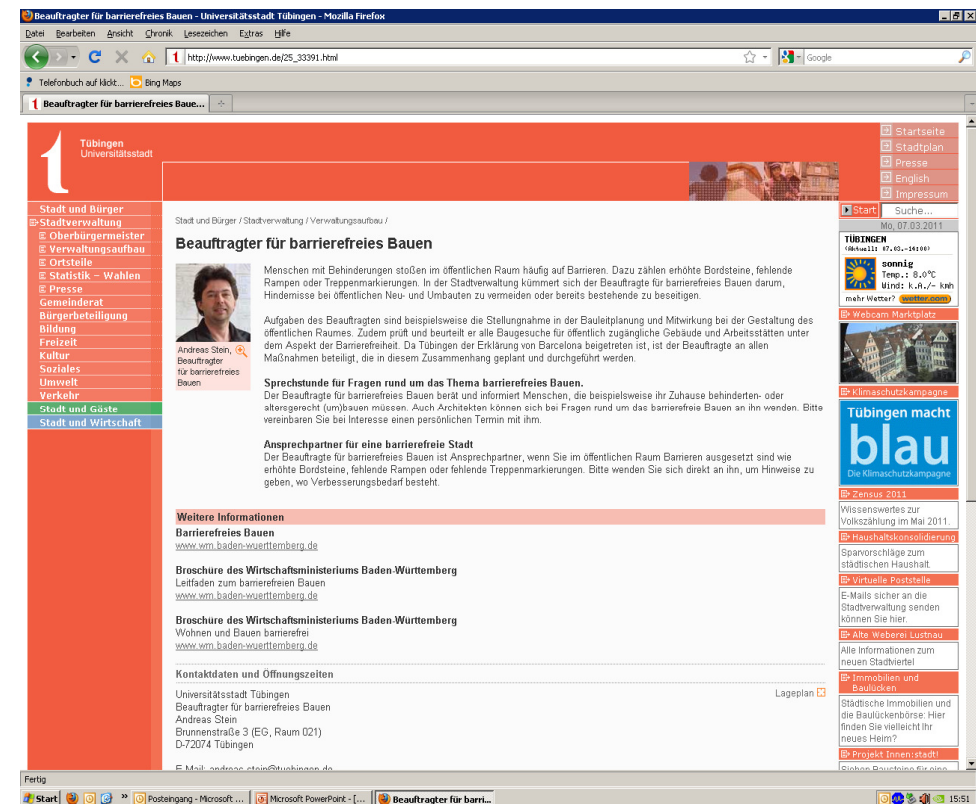 Beauftragter für barrierefreies Bauen - Universitätsstadt Tübingen - Mozilla Firefox
Datei Bearbeiten Ansicht Chronik Lesezeichen Extras Hilfe
http://www.tuebingen.de/25_33391.html
Google
Telefonbuch auf klickt... Bing Maps
Beauftragter für barrierefreies Baue...
Tübingen
Universitätsstadt
Startseite
Stadtplan
Presse
English
Impressum
Stadt und Bürger
Stadtverwaltung
Oberbürgermeister
Verwaltungsaufbau
Ortsteile
Statistik – Wahlen
Presse
Gemeinderat
Bürgerbeteiligung
Bildung
Freizeit
Kultur
Soziales
Umwelt
Verkehr
Stadt und Gäste
Stadt und Wirtschaft
Stadt und Bürger / Stadtverwaltung / Verwaltungsaufbau /
Beauftragter für barrierefreies Bauen
Andreas Stein,
Beauftragter
für barrierefreies
Bauen
Menschen mit Behinderungen stoßen im öffentlichen Raum häufig auf Barrieren. Dazu zählen erhöhte Bordsteine, fehlende
Rampen oder Treppenmarkierungen. In der Stadtverwaltung kümmert sich der Beauftragte für barrierefreies Bauen darum,
Hindernisse bei öffentlichen Neu- und Umbauten zu vermeiden oder bereits bestehende zu beseitigen.
Aufgaben des Beauftragten sind beispielsweise die Stellungnahme in der Bauleitplanung und Mitwirkung bei der Gestaltung des
öffentlichen Raumes. Zudem prüft und beurteilt er alle Baugesuche für öffentlich zugängliche Gebäude und Arbeitsstätten unter
dem Aspekt der Barrierefreiheit. Da Tübingen der Erklärung von Barcelona beigetreten ist, ist der Beauftragte an allen
Maßnahmen beteiligt, die in diesem Zusammenhang geplant und durchgeführt werden.
Sprechstunde für Fragen rund um das Thema barrierefreies Bauen.
Der Beauftragte für barrierefreies Bauen berät und informiert Menschen, die beispielsweise ihr Zuhause behinderten- oder
altersgerecht (um)bauen müssen. Auch Architekten können sich bei Fragen rund um das barrierefreie Bauen an ihn wenden. Bitte
vereinbaren Sie bei Interesse einen persönlichen Termin mit ihm.
Ansprechpartner für eine barrierefreie Stadt
Der Beauftragte für barrierefreies Bauen ist Ansprechpartner, wenn Sie im öffentlichen Raum Barrieren ausgesetzt sind wie
erhöhte Bordsteine, fehlende Rampen oder fehlende Treppenmarkierungen. Bitte wenden Sie sich direkt an ihn, um Hinweise zu
geben, wo Verbesserungsbedarf besteht.
Weitere Informationen
Barrierefreies Bauen
www.wm.baden-wuerttemberg.de
Broschüre des Wirtschaftsministeriums Baden-Württemberg
Leitfaden zum barrierefreien Bauen
www.wm.baden-wuerttemberg.de
Broschüre des Wirtschaftsministeriums Baden-Württemberg
Wohnen und Bauen barrierefrei
www.wm.baden-wuerttemberg.de
Kontaktdaten und Öffnungszeiten
Universitätsstadt Tübingen
Lageplan
Beauftragter für barrierefreies Bauen
Andreas Stein
Brunnenstraße 3 (EG, Raum 021)
D-72074 Tübingen
E-Mail: andreas.stein@tuebingen.de
Start Suche...
Mo, 07.03.2011
TÜBINGEN
(Aktuell: 07.03.-14:00)
sonnig
Temp.: 8.0°C
Wind: k.A./- kmh
mehr Wetter? wetter.com
Webcam Marktplatz
Klimaschutzkampagne
Tübingen macht
blau
Die Klimaschutzkampagne
Zensus 2011
Wissenswertes zur
Volkszählung im Mai 2011.
Haushaltskonsolidierung
Sparvorschläge zum
städtischen Haushalt.
Virtuelle Poststelle
E-Mails sicher an die
Stadtverwaltung senden
können Sie hier.
Alte Weberei Lustnau
Alle Informationen zum
neuen Stadtviertel
Immobilien und
Baulücken
Städtische Immobilien und
die Baulückenbörse: Hier
finden Sie vielleicht Ihr
neues Heim?
Projekt Innen:stadt!
Sieben Bausteine für eine
Fertig
Start Posteingang - Microsoft ... Microsoft PowerPoint - [... Beauftragter für barri... 15:51